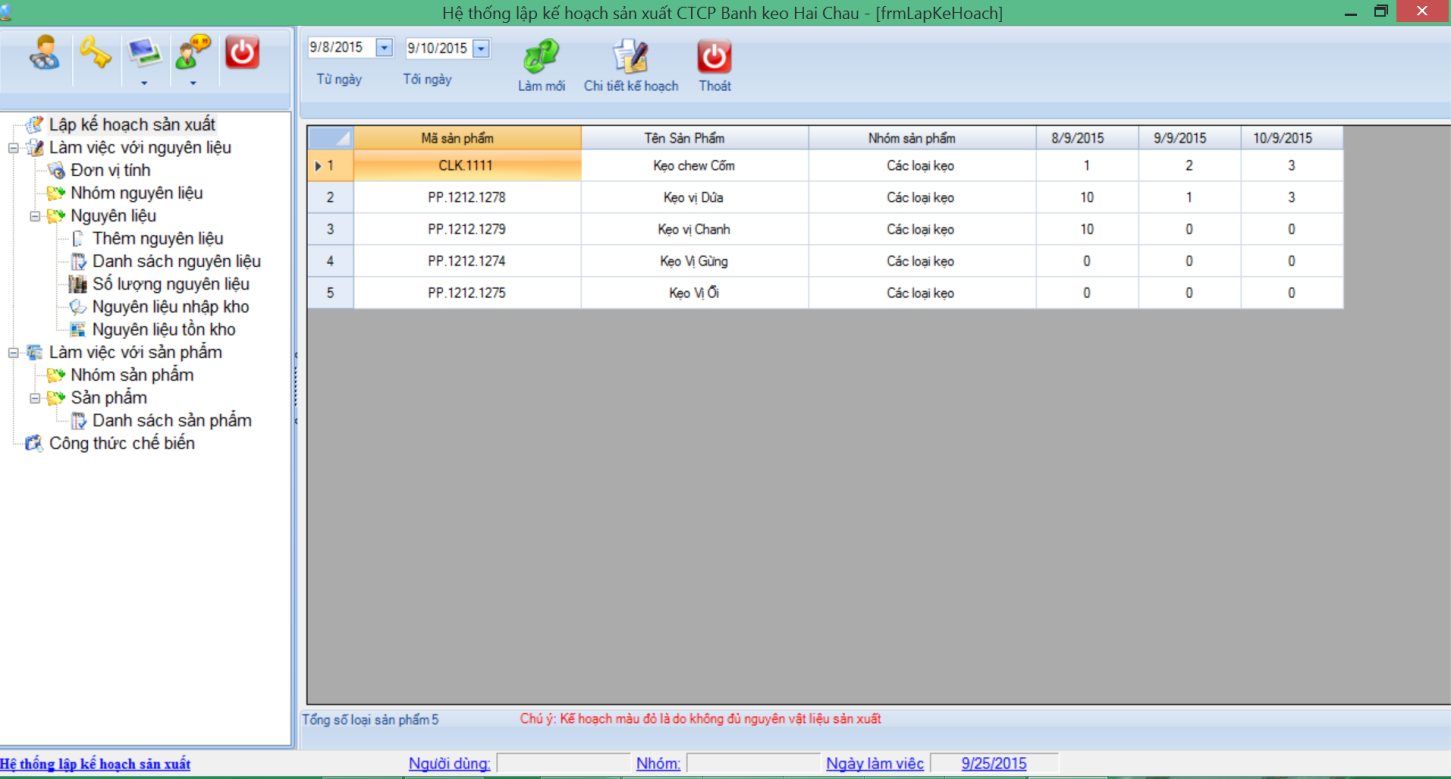 Hệ thống lập kế hoạch sản xuất CTCP Banh keo Hai Chau - [frmLapKeHoach]
9/8/2015 9/10/2015
Từ ngày Tới ngày Làm mới Chi tiết kế hoạch Thoát
Lập kế hoạch sản xuất
Làm việc với nguyên liệu
Đơn vị tính
Nhóm nguyên liệu
Nguyên liệu
Thêm nguyên liệu
Danh sách nguyên liệu
Số lượng nguyên liệu
Nguyên liệu nhập kho
Nguyên liệu tồn kho
Làm việc với sản phẩm
Nhóm sản phẩm
Sản phẩm
Danh sách sản phẩm
Công thức chế biến
Mã sản phẩm Tên Sản Phẩm Nhóm sản phẩm 8/9/2015 9/9/2015 10/9/2015
1 CLK.1111 Kẹo chew Cốm Các loại kẹo 1 2 3
2 PP.1212.1278 Kẹo vị Dứa Các loại kẹo 10 1 3
3 PP.1212.1279 Kẹo vị Chanh Các loại kẹo 10 0 0
4 PP.1212.1274 Kẹo Vị Gừng Các loại kẹo 0 0 0
5 PP.1212.1275 Kẹo Vị Ổi Các loại kẹo 0 0 0
Tổng số loại sản phẩm 5 Chú ý: Kế hoạch màu đỏ là do không đủ nguyên vật liệu sản xuất
Hệ thống lập kế hoạch sản xuất Người dùng: Nhóm: Ngày làm việc 9/25/2015